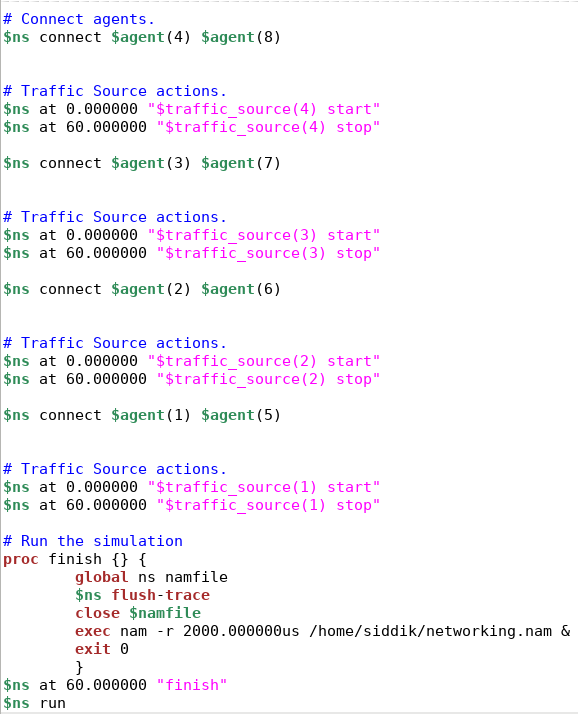 # Connect agents.
$ns connect $agent(4) $agent(8)
# Traffic Source actions.
$ns at 0.000000 "$traffic_source(4) start"
$ns at 60.000000 "$traffic_source(4) stop"
$ns connect $agent(3) $agent(7)
# Traffic Source actions.
$ns at 0.000000 "$traffic_source(3) start"
$ns at 60.000000 "$traffic_source(3) stop"
$ns connect $agent(2) $agent(6)
# Traffic Source actions.
$ns at 0.000000 "$traffic_source(2) start"
$ns at 60.000000 "$traffic_source(2) stop"
$ns connect $agent(1) $agent(5)
# Traffic Source actions.
$ns at 0.000000 "$traffic_source(1) start"
$ns at 60.000000 "$traffic_source(1) stop"
# Run the simulation
proc finish {} {
        global ns namfile
        $ns flush-trace
        close $namfile
        exec nam -r 2000.000000us /home/siddik/networking.nam &
        exit 0
        }
$ns at 60.000000 "finish"
$ns run